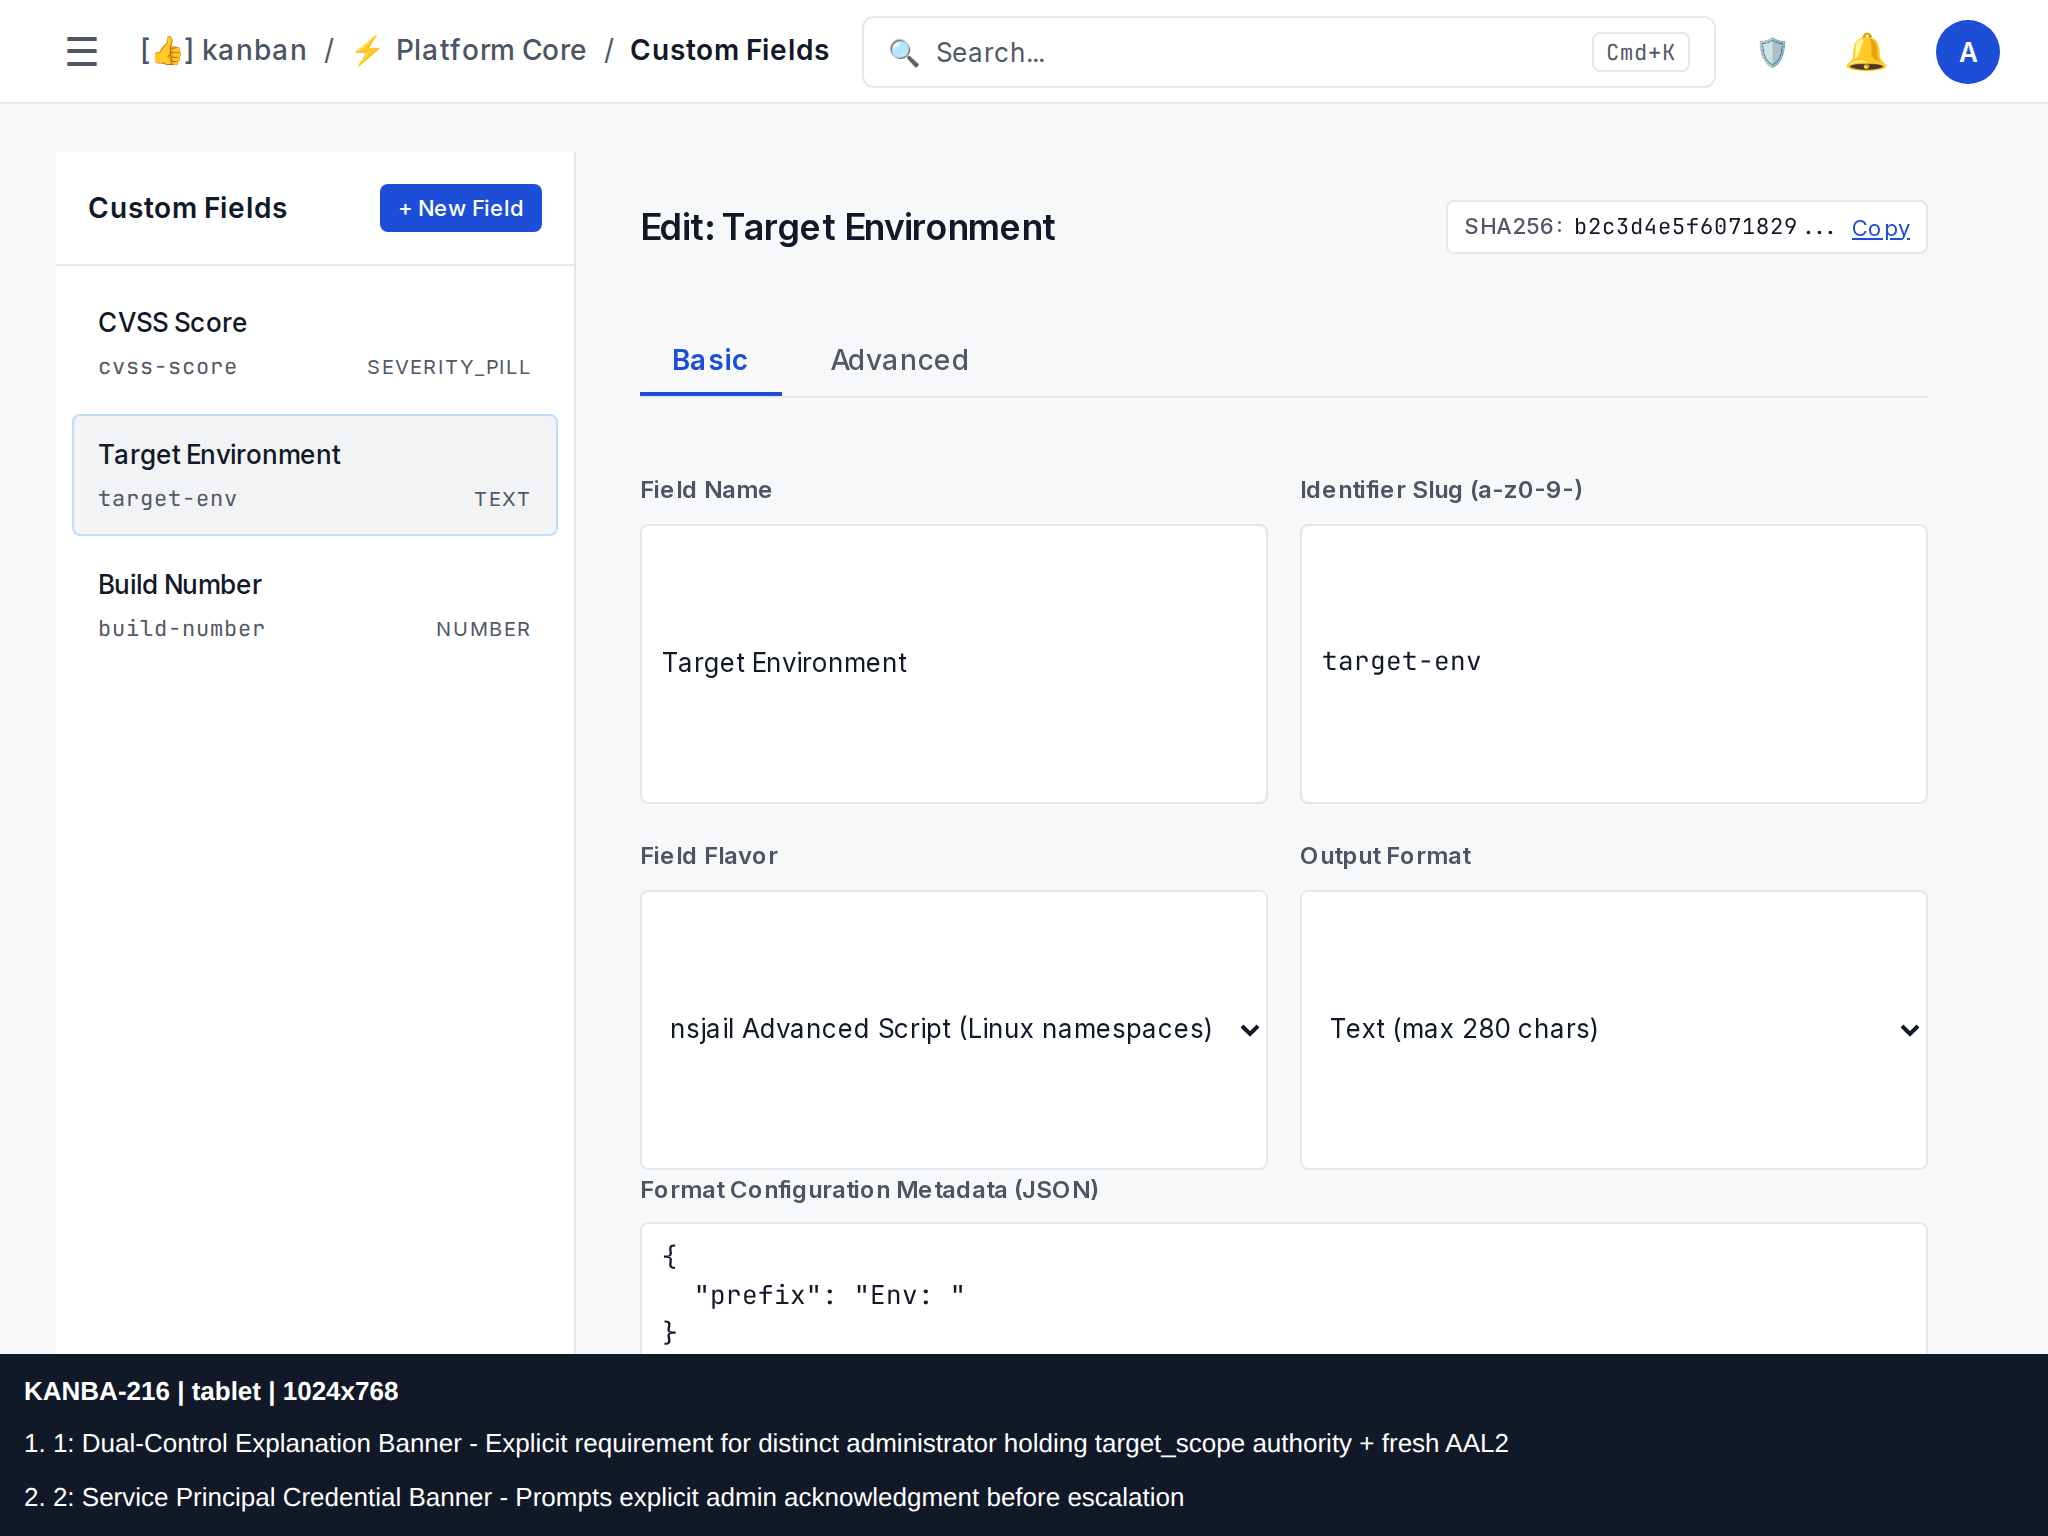 ☰ [👍] kanban / ⚡ Platform Core / Custom Fields
🔍 Search... Cmd+K
🛡️ 🔔 A
Custom Fields
+ New Field
CVSS Score
cvss-score SEVERITY_PILL
Target Environment
target-env TEXT
Build Number
build-number NUMBER
Edit: Target Environment
SHA256: b2c3d4e5f6071829... Copy
Basic Advanced
Field Name
Target Environment
Identifier Slug (a-z0-9-)
target-env
Field Flavor
nsjail Advanced Script (Linux namespaces)
Output Format
Text (max 280 chars)
Format Configuration Metadata (JSON)
{
"prefix": "Env: "
}
KANBA-216 | tablet | 1024x768
1. 1: Dual-Control Explanation Banner - Explicit requirement for distinct administrator holding target_scope authority + fresh AAL2
2. 2: Service Principal Credential Banner - Prompts explicit admin acknowledgment before escalation